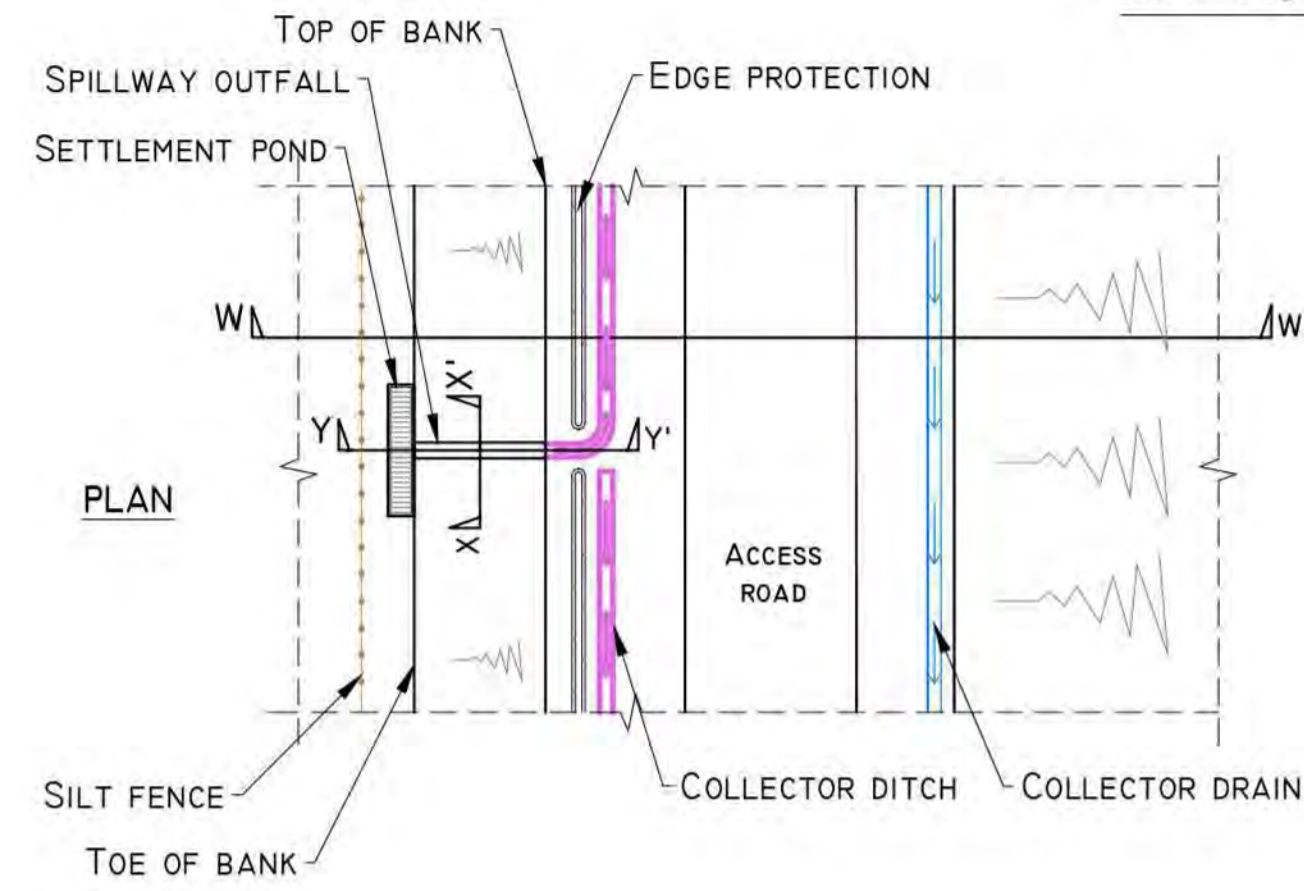 TOP OF BANK
SPILLWAY OUTFALL
EDGE PROTECTION
SETTLEMENT POND
W
W
X'
Y
Y'
PLAN
X
ACCESS
ROAD
SILT FENCE
COLLECTOR DITCH
COLLECTOR DRAIN
TOE OF BANK